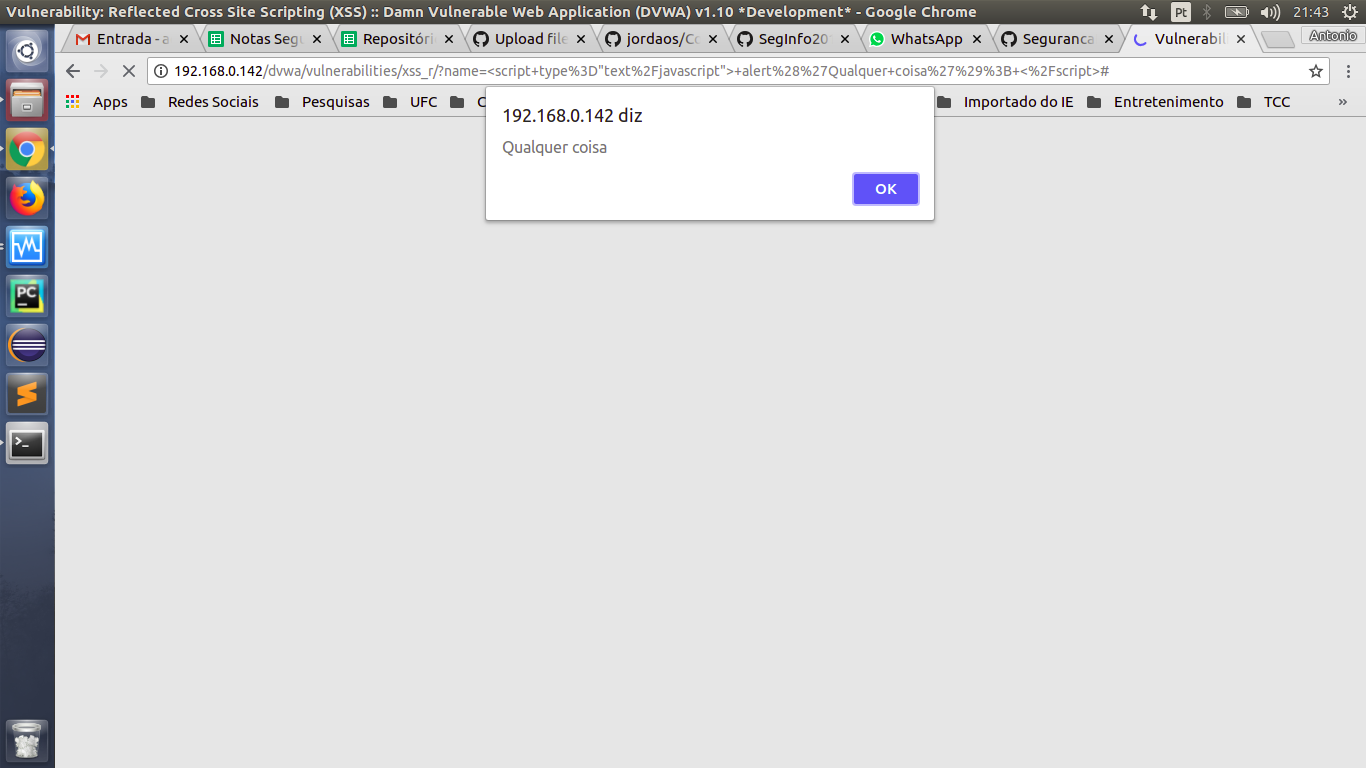 Vulnerability: Reflected Cross Site Scripting (XSS) :: Damn Vulnerable Web Application (DVWA) v1.10 *Development* - Google Chrome
Pt
21:43
Entrada - a
Notas Segu
Repositóri
Upload file
jordaos/Co
SegInfo20
WhatsApp
Seguranca
Vulnerabil
Antonio
192.168.0.142/dvwa/vulnerabilities/xss_r/?name=<script+type%3D"text%2Fjavascript">+alert%28%27Qualquer+coisa%27%29%3B+<%2Fscript>#
Apps
Redes Sociais
Pesquisas
UFC
Importado do IE
Entretenimento
TCC
»
192.168.0.142 diz
Qualquer coisa
OK
PC
>_